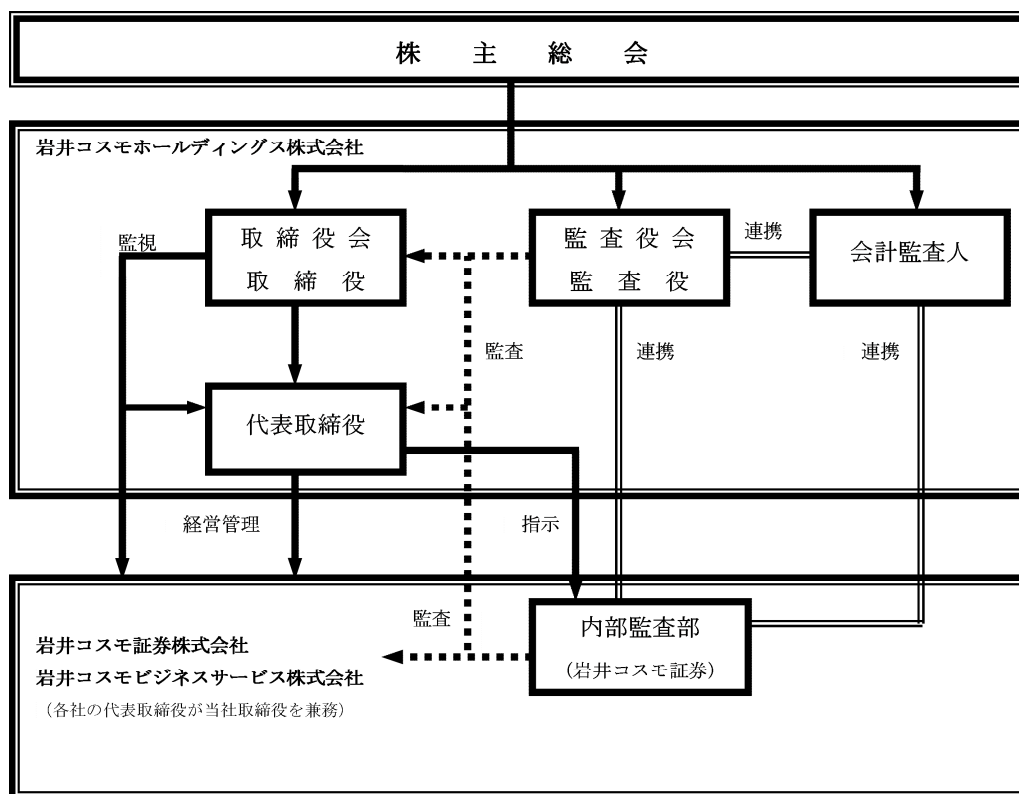 株主総会
岩井コスモホールディングス株式会社
監視
取締役会
取締役
監査役会
監査役
連携
会計監査人
監査
連携
連携
代表取締役
経営管理
指示
監査
内部監査部
(岩井コスモ証券)
岩井コスモ証券株式会社
岩井コスモビジネスサービス株式会社
(各社の代表取締役が当社取締役を兼務)